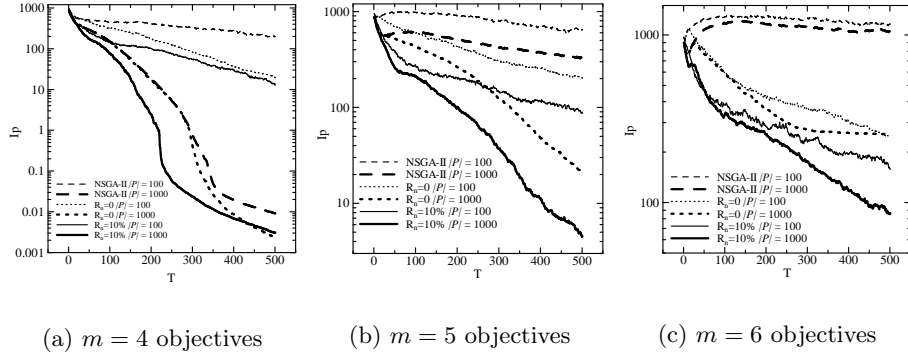 1000
100
10
1
0.1
0.01
0.001
Ip
0 100 200 300 400 500
T
NSGA-II /P/ = 100
NSGA-II /P/ = 1000
Rn=0 /P/ = 100
Rn=0 /P/ = 1000
Rn=10% /P/ = 100
Rn=10% /P/ = 1000
(a) m = 4 objectives
1000
100
10
Ip
0 100 200 300 400 500
T
NSGA-II /P/ = 100
NSGA-II /P/ = 1000
Rn=0 /P/ = 100
Rn=0 /P/ = 1000
Rn=10% /P/ = 100
Rn=10% /P/ = 1000
(b) m = 5 objectives
1000
100
Ip
0 100 200 300 400 500
T
NSGA-II /P/ = 100
NSGA-II /P/ = 1000
Rn=0 /P/ = 100
Rn=0 /P/ = 1000
Rn=10% /P/ = 100
Rn=10% /P/ = 1000
(c) m = 6 objectives